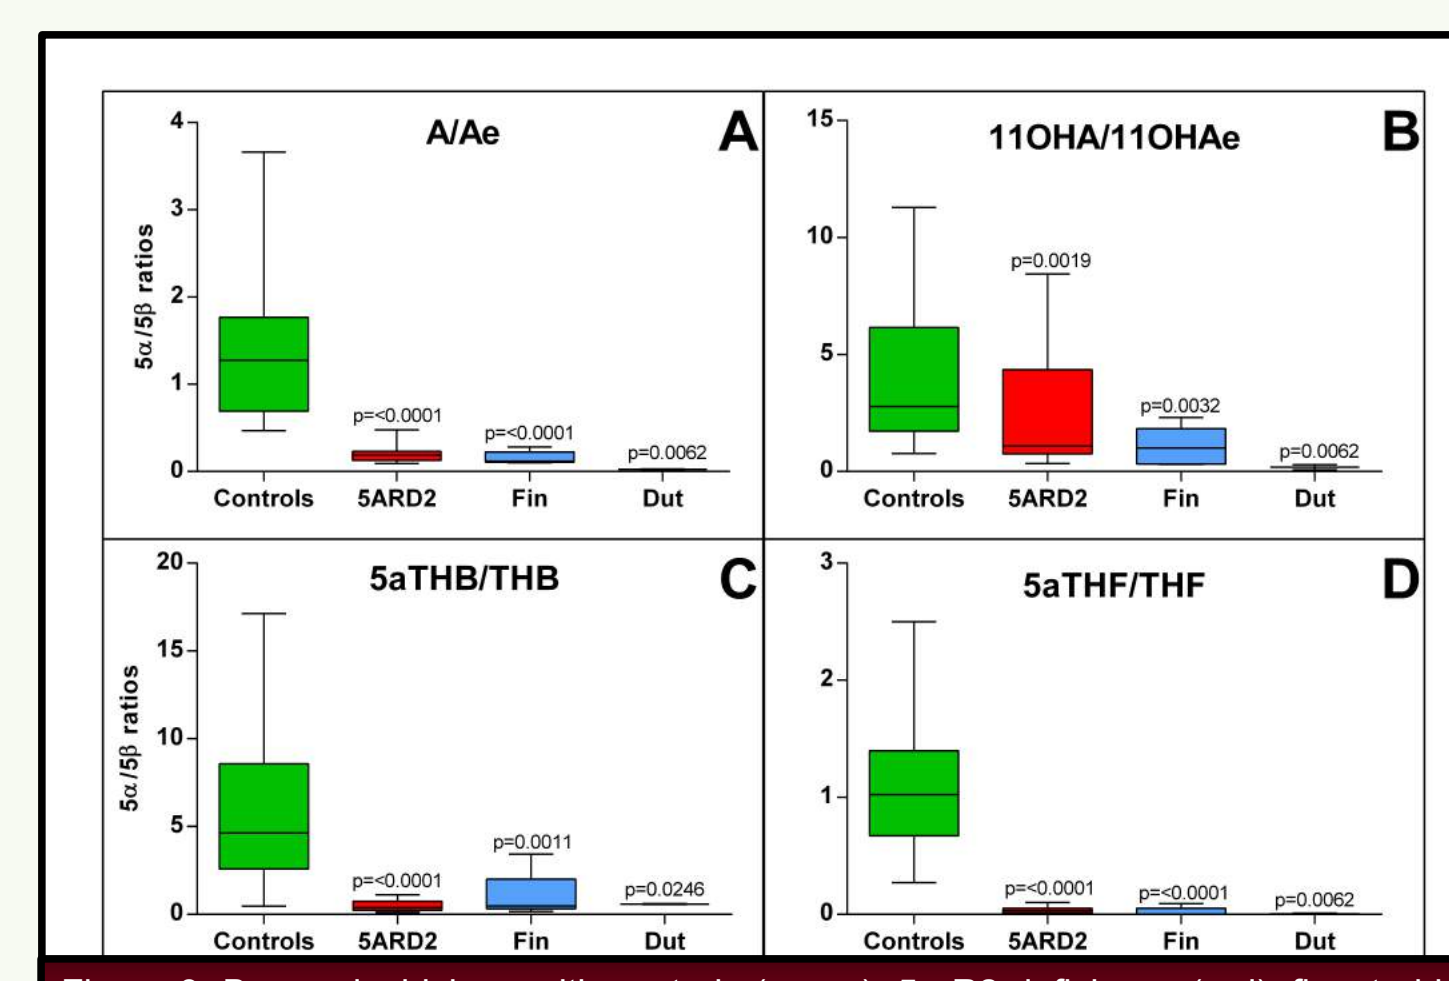 A/Ae
A
4
3
2
1
0
5α/5β ratios
p=<0.0001
p=<0.0001
p=0.0062
Controls 5ARD2 Fin Dut
11OHA/11OHAe
B
15
10
5
0
p=0.0019
p=0.0032
p=0.0062
Controls 5ARD2 Fin Dut
5aTHB/THB
C
20
15
10
5
0
5α/5β ratios
p=<0.0001
p=0.0011
p=0.0246
Controls 5ARD2 Fin Dut
5aTHF/THF
D
3
2
1
0
p=<0.0001
p=<0.0001
p=0.0062
Controls 5ARD2 Fin Dut